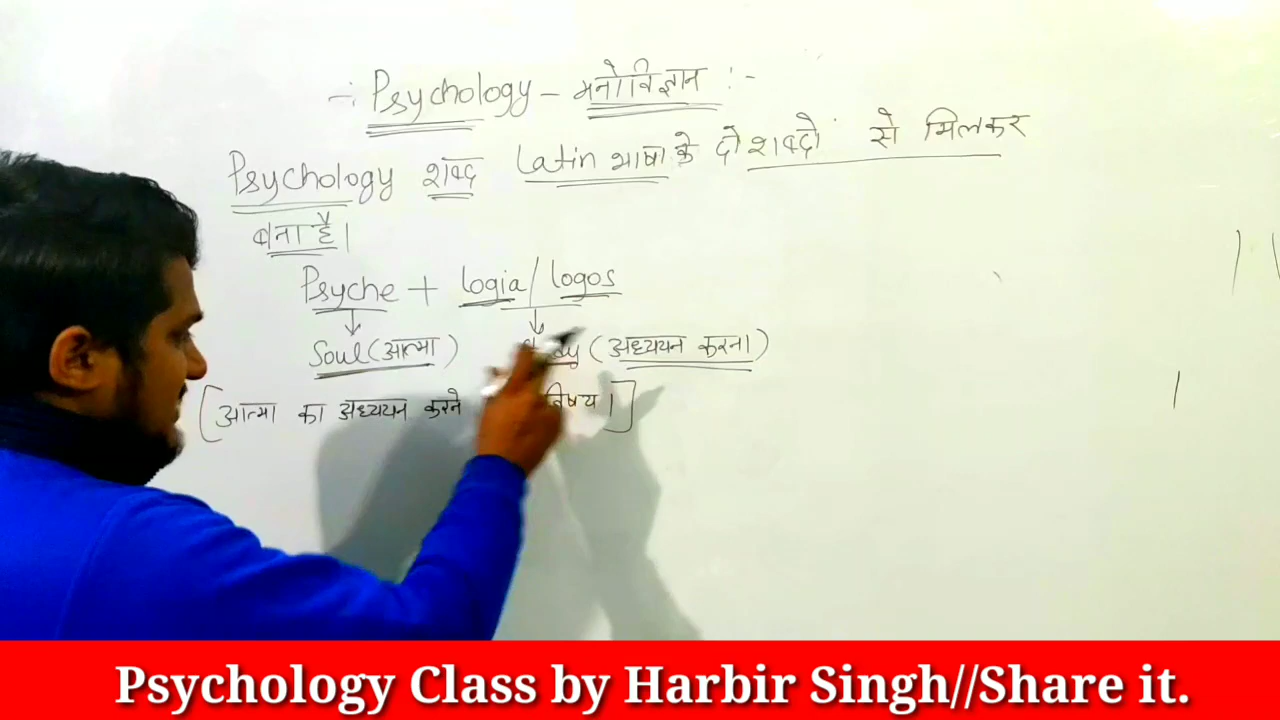 -: Psychology - मनोविज्ञान :-
Psychology शब्द Latin भाषा के दो शब्दो से मिलकर
बना है।
Psyche + logia/logos
Soul (आत्मा) (अध्ययन करना)
[आत्मा का अध्ययन करने विषय।]
Psychology Class by Harbir Singh//Share it.